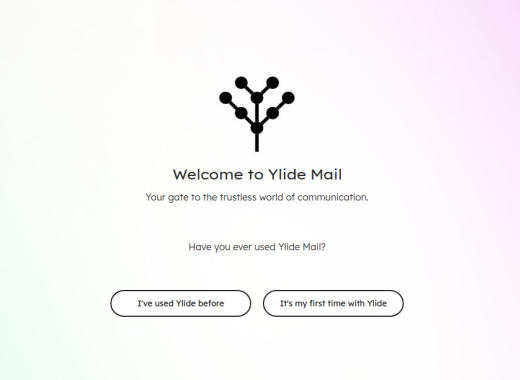 Welcome to Ylide Mail
Your gate to the trustless world of communication.
Have you ever used Ylide Mail?
I've used Ylide before
It's my first time with Ylide